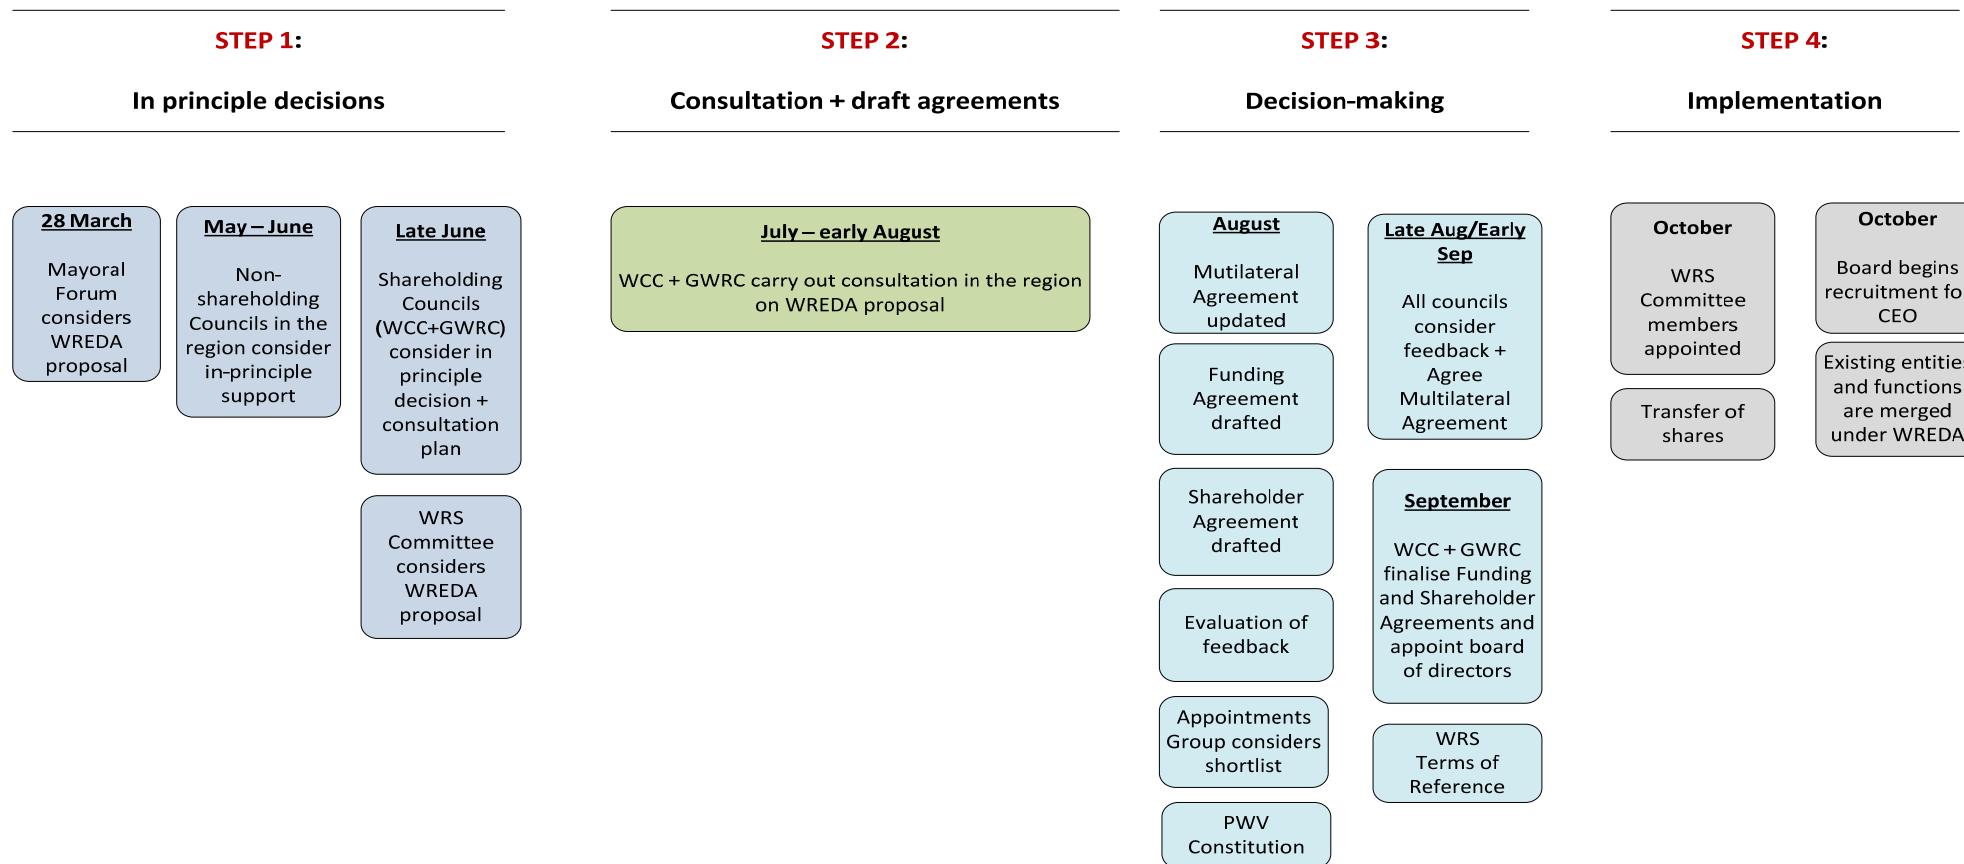 STEP 1:
In principle decisions
STEP 2:
Consultation + draft agreements
STEP 3:
Decision-making
STEP 4:
Implementation
28 March
Mayoral
Forum
considers
WREDA
proposal
May – June
Non-
shareholding
Councils in the
region consider
in-principle
support
Late June
Shareholding
Councils
(WCC+GWRC)
consider in
principle
decision +
consultation
plan
WRS
Committee
considers
WREDA
proposal
July – early August
WCC + GWRC carry out consultation in the region
on WREDA proposal
August
Mutilateral
Agreement
updated
Funding
Agreement
drafted
Shareholder
Agreement
drafted
Evaluation of
feedback
Appointments
Group considers
shortlist
PWV
Constitution
Late Aug/Early
Sep
All councils
consider
feedback +
Agree
Multilateral
Agreement
September
WCC + GWRC
finalise Funding
and Shareholder
Agreements and
appoint board
of directors
WRS
Terms of
Reference
October
WRS
Committee
members
appointed
Transfer of
shares
October
Board begins
recruitment fo
CEO
Existing entitie
and functions
are merged
under WREDA